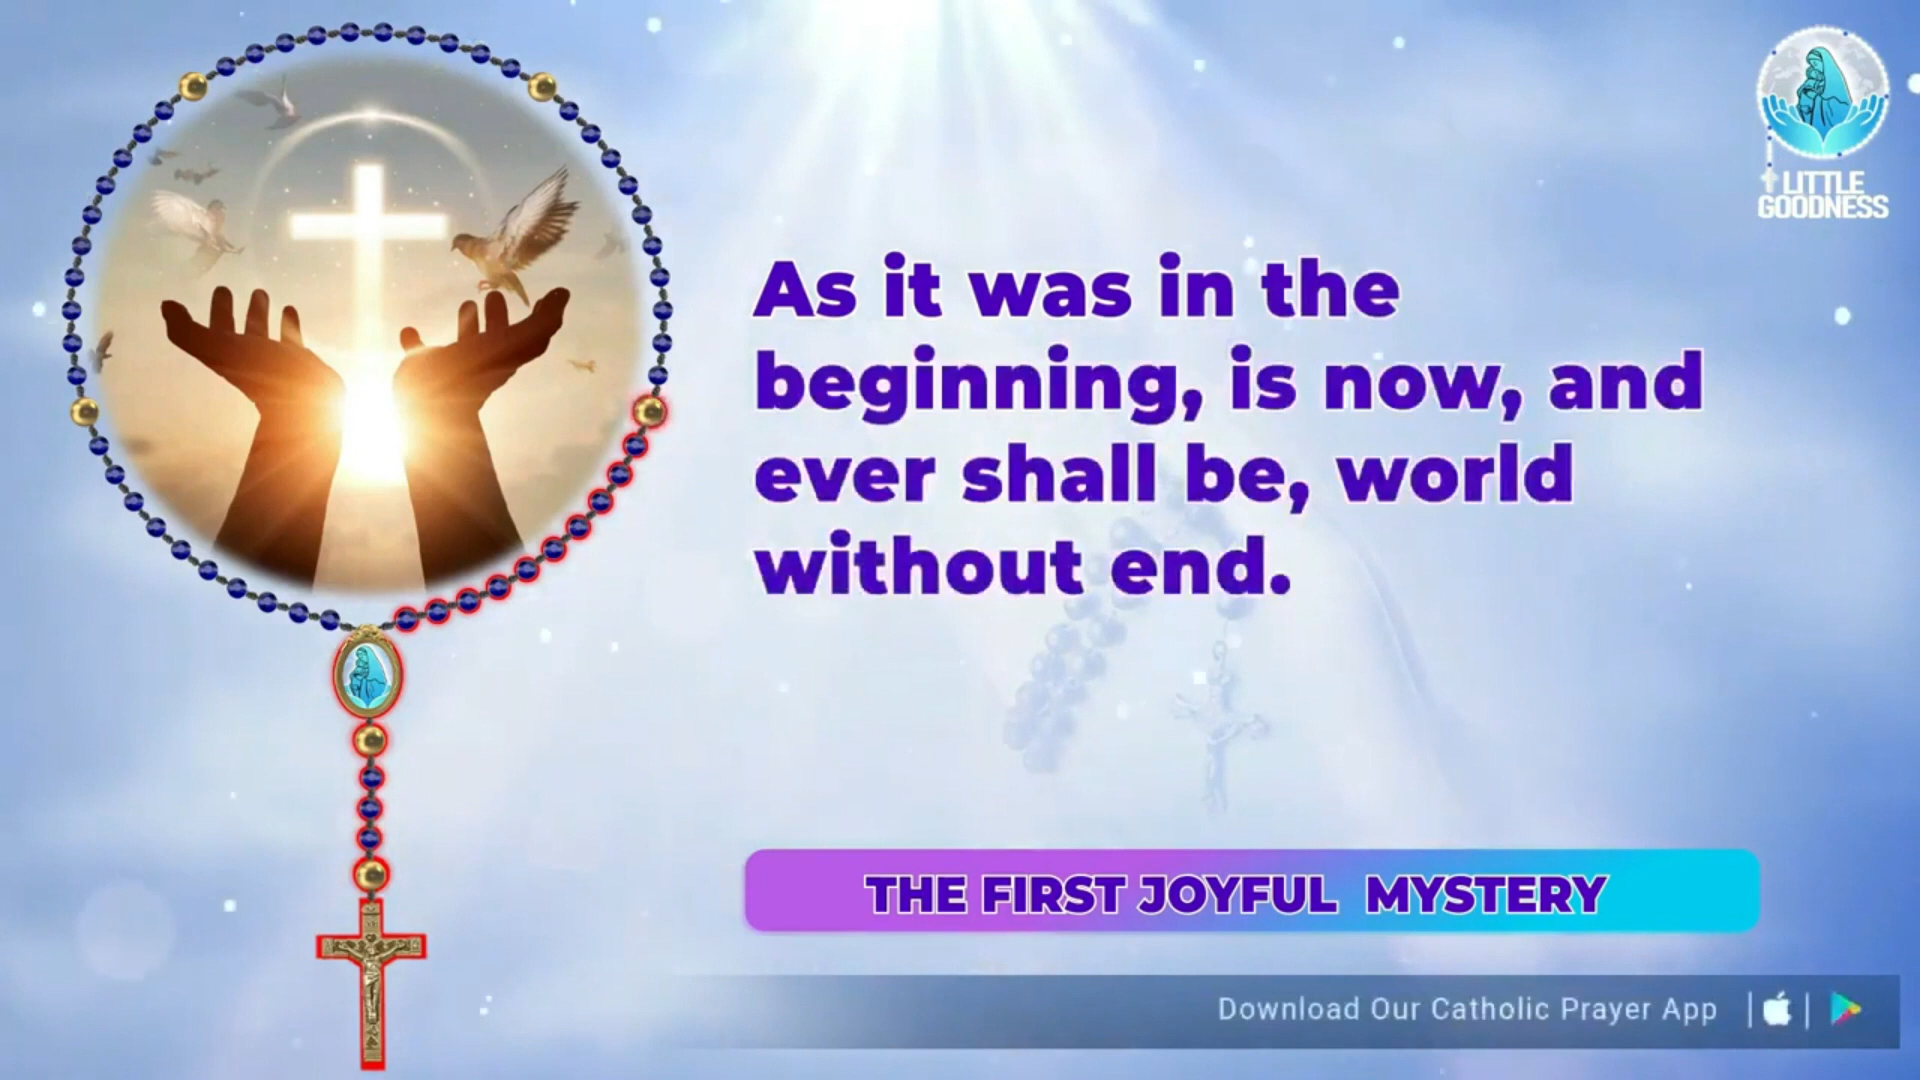 LITTLE
GOODNESS
As it was in the
beginning, is now, and
ever shall be, world
without end.
THE FIRST JOYFUL MYSTERY
Download Our Catholic Prayer App